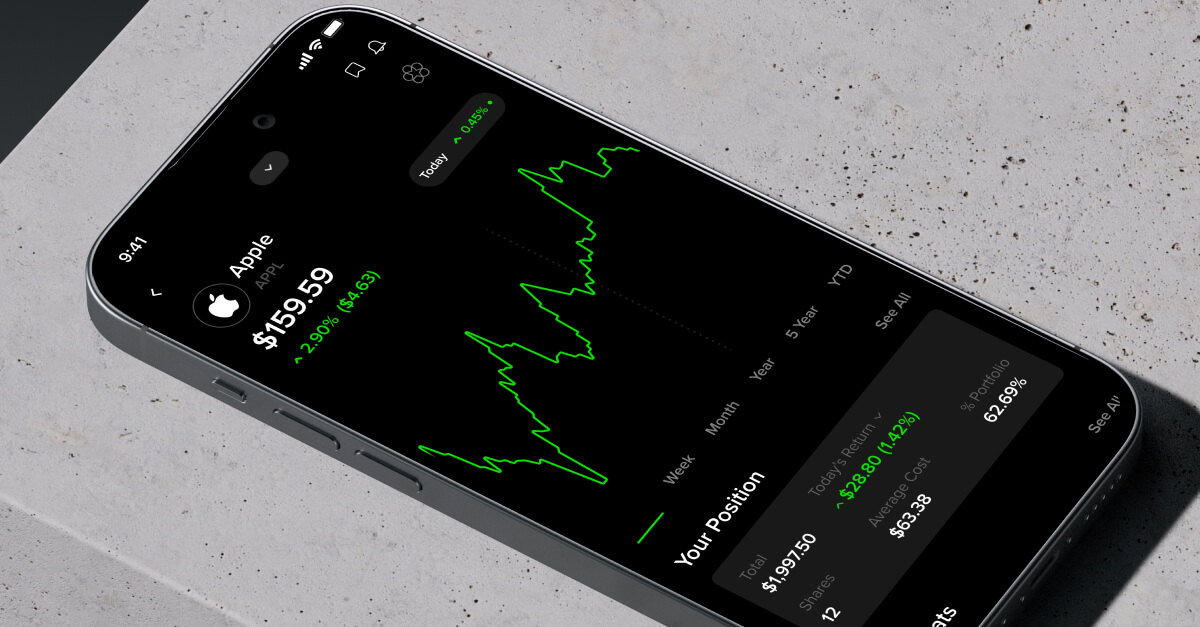 9:41
Apple
APPL
$159.59
2.90% ($4.63)
Today 0.45%
Week Month Year 5 Year YTD
Your Position
See All
Total
$1,997.50
Today's Return
$28.80 (1.42%)
Shares
12
Average Cost
$63.38
% Portfolio
62.69%
See All